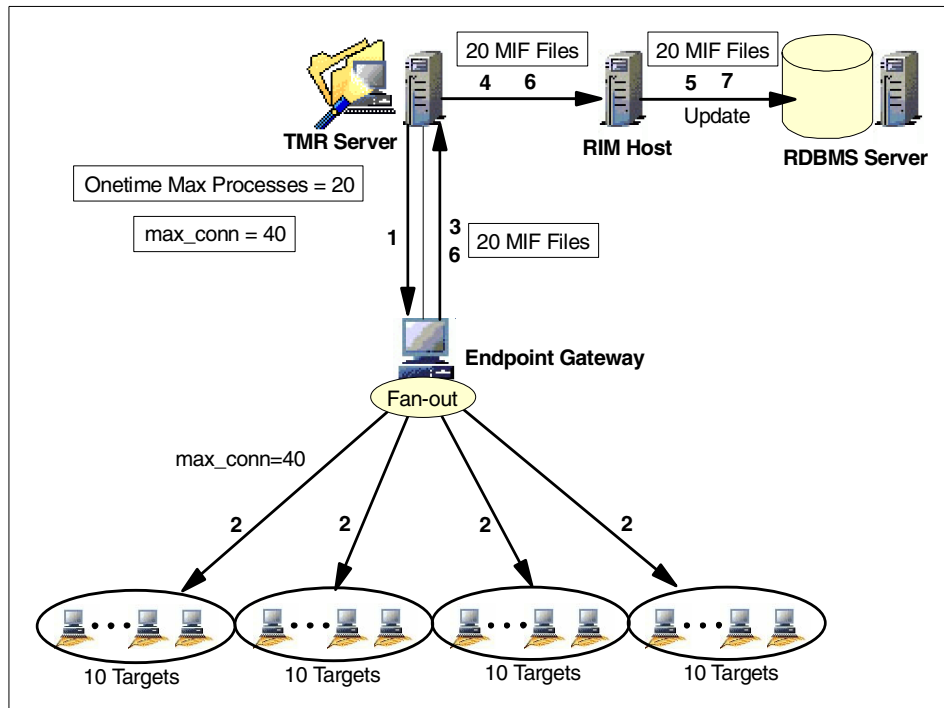 20 MIF Files
20 MIF Files
4 6
5 7
Update
TMR Server
RIM Host
RDBMS Server
Onetime Max Processes = 20
max_conn = 40
1
3
6
20 MIF Files
Endpoint Gateway
Fan-out
max_conn=40
2
2
2
2
10 Targets
10 Targets
10 Targets
10 Targets